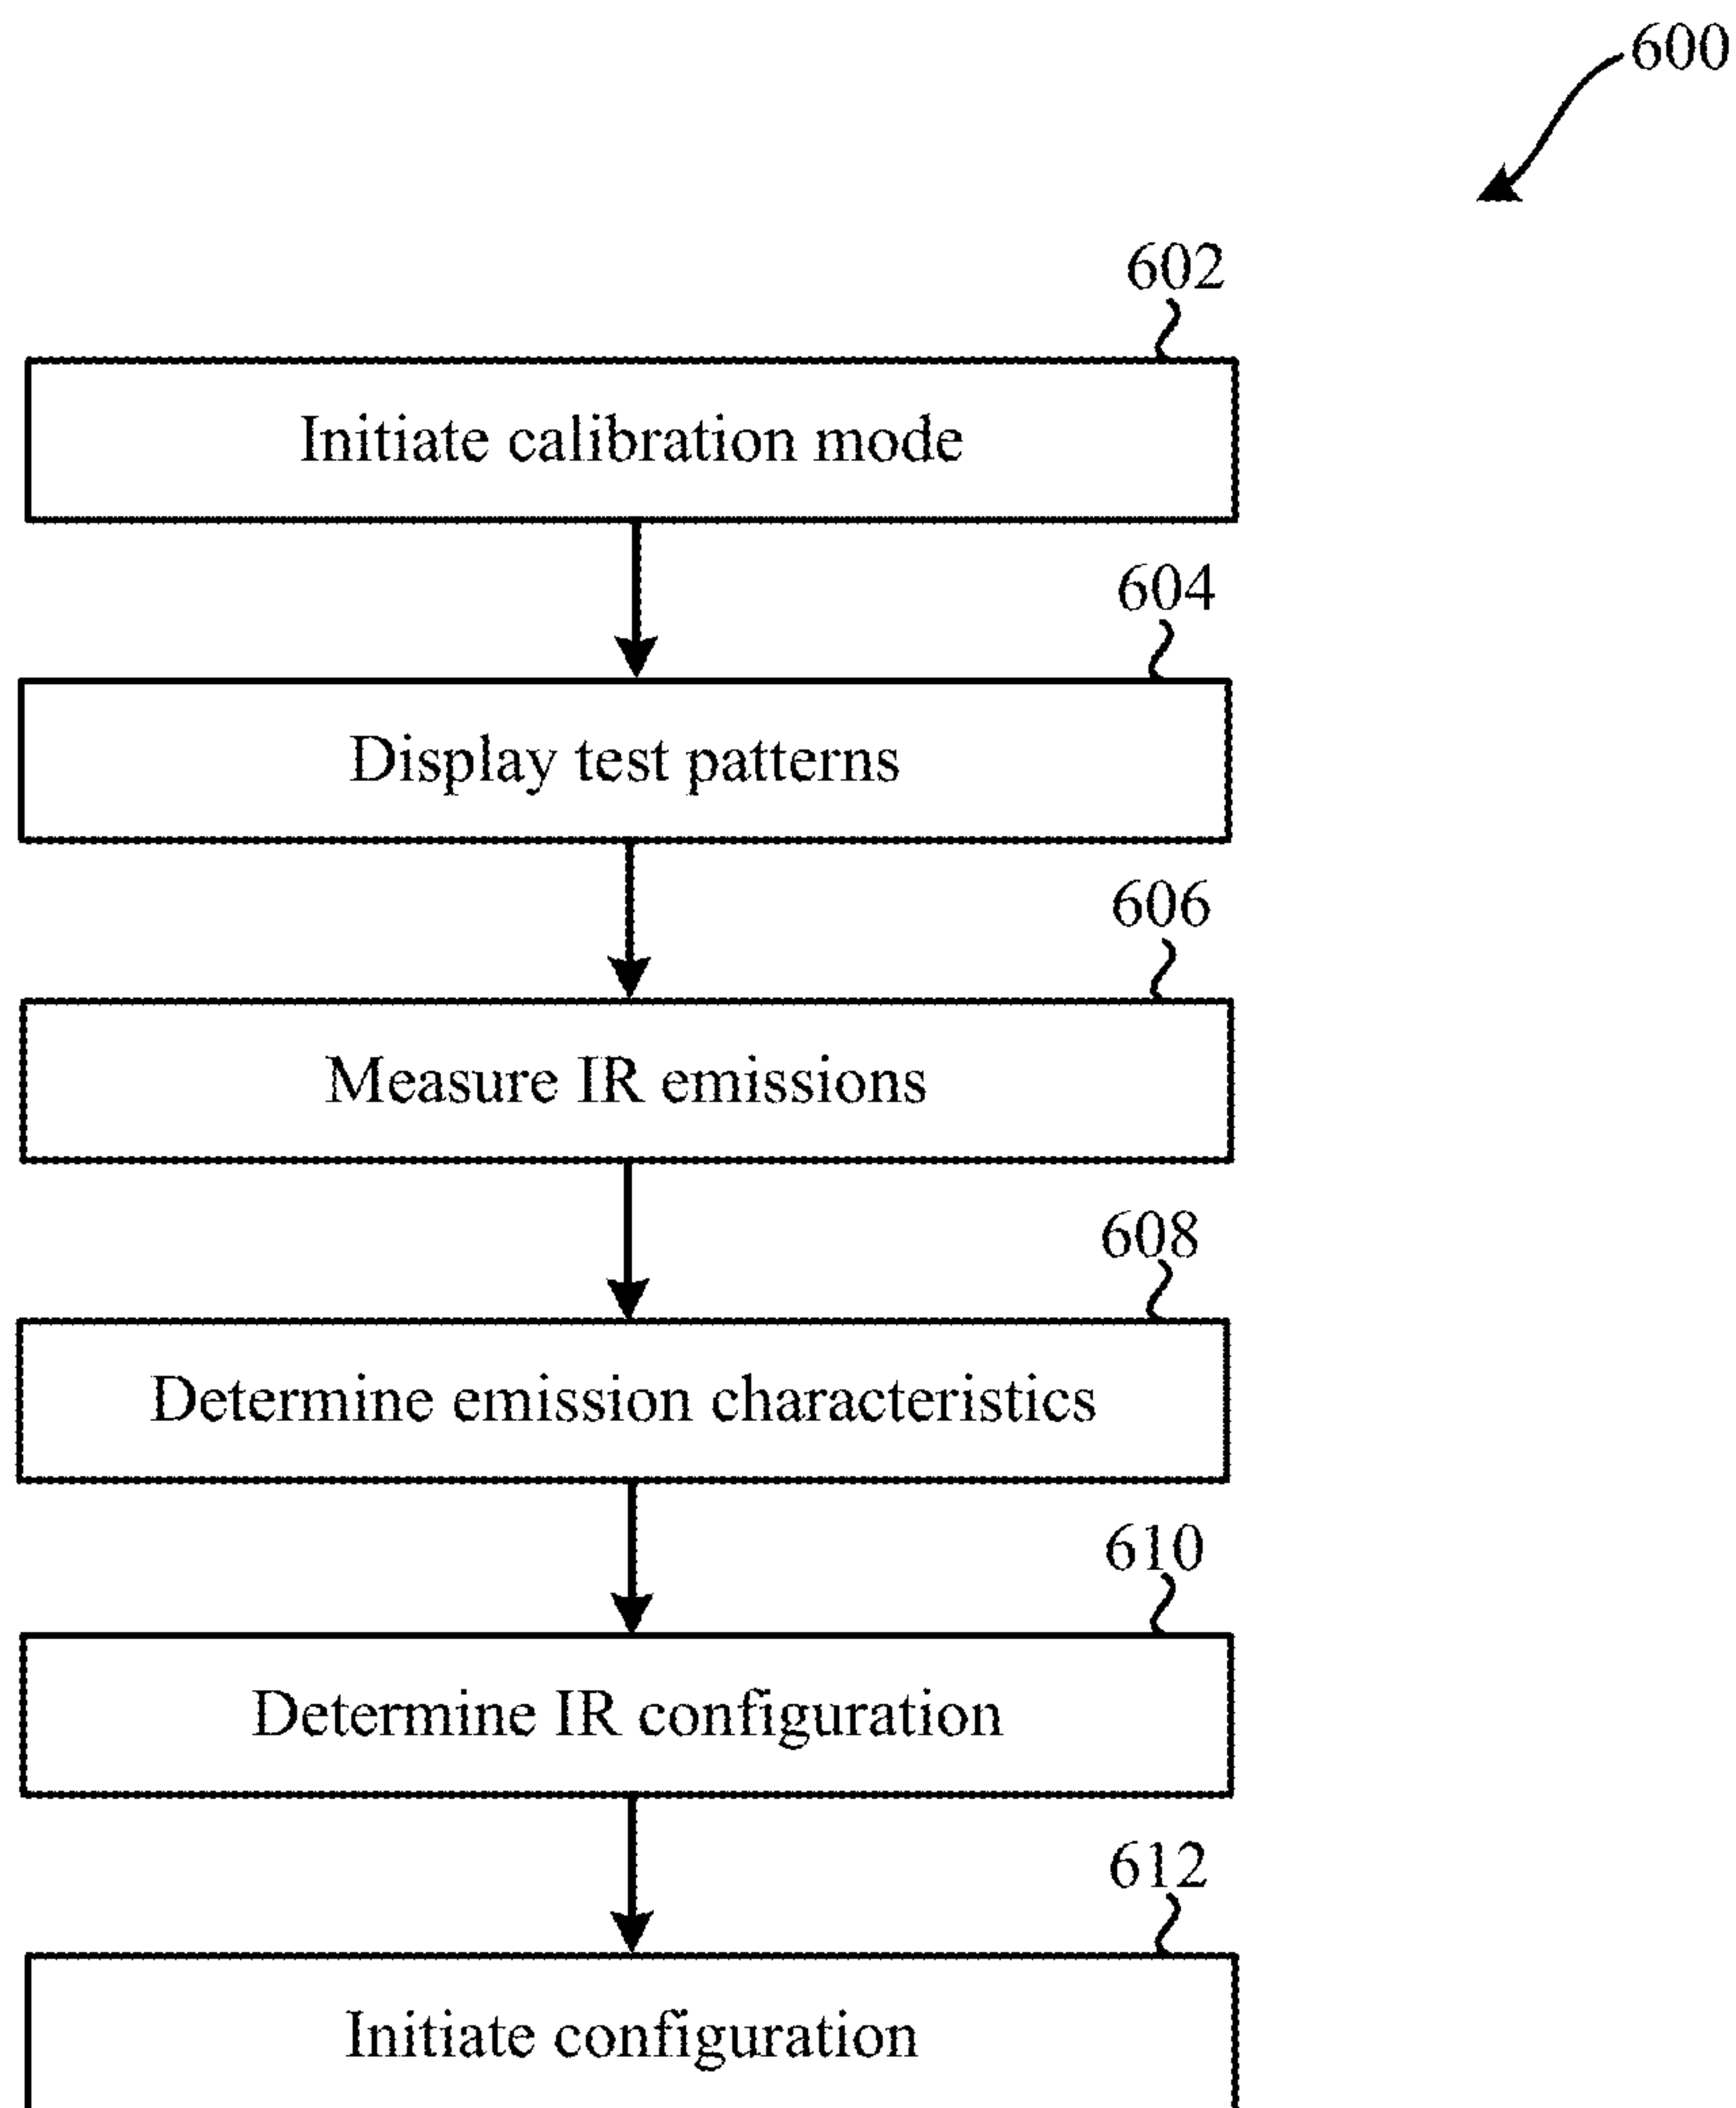 600
602
Initiate calibration mode
604
Display test patterns
606
Measure IR emissions
608
Determine emission characteristics
610
Determine IR configuration
612
Initiate configuration